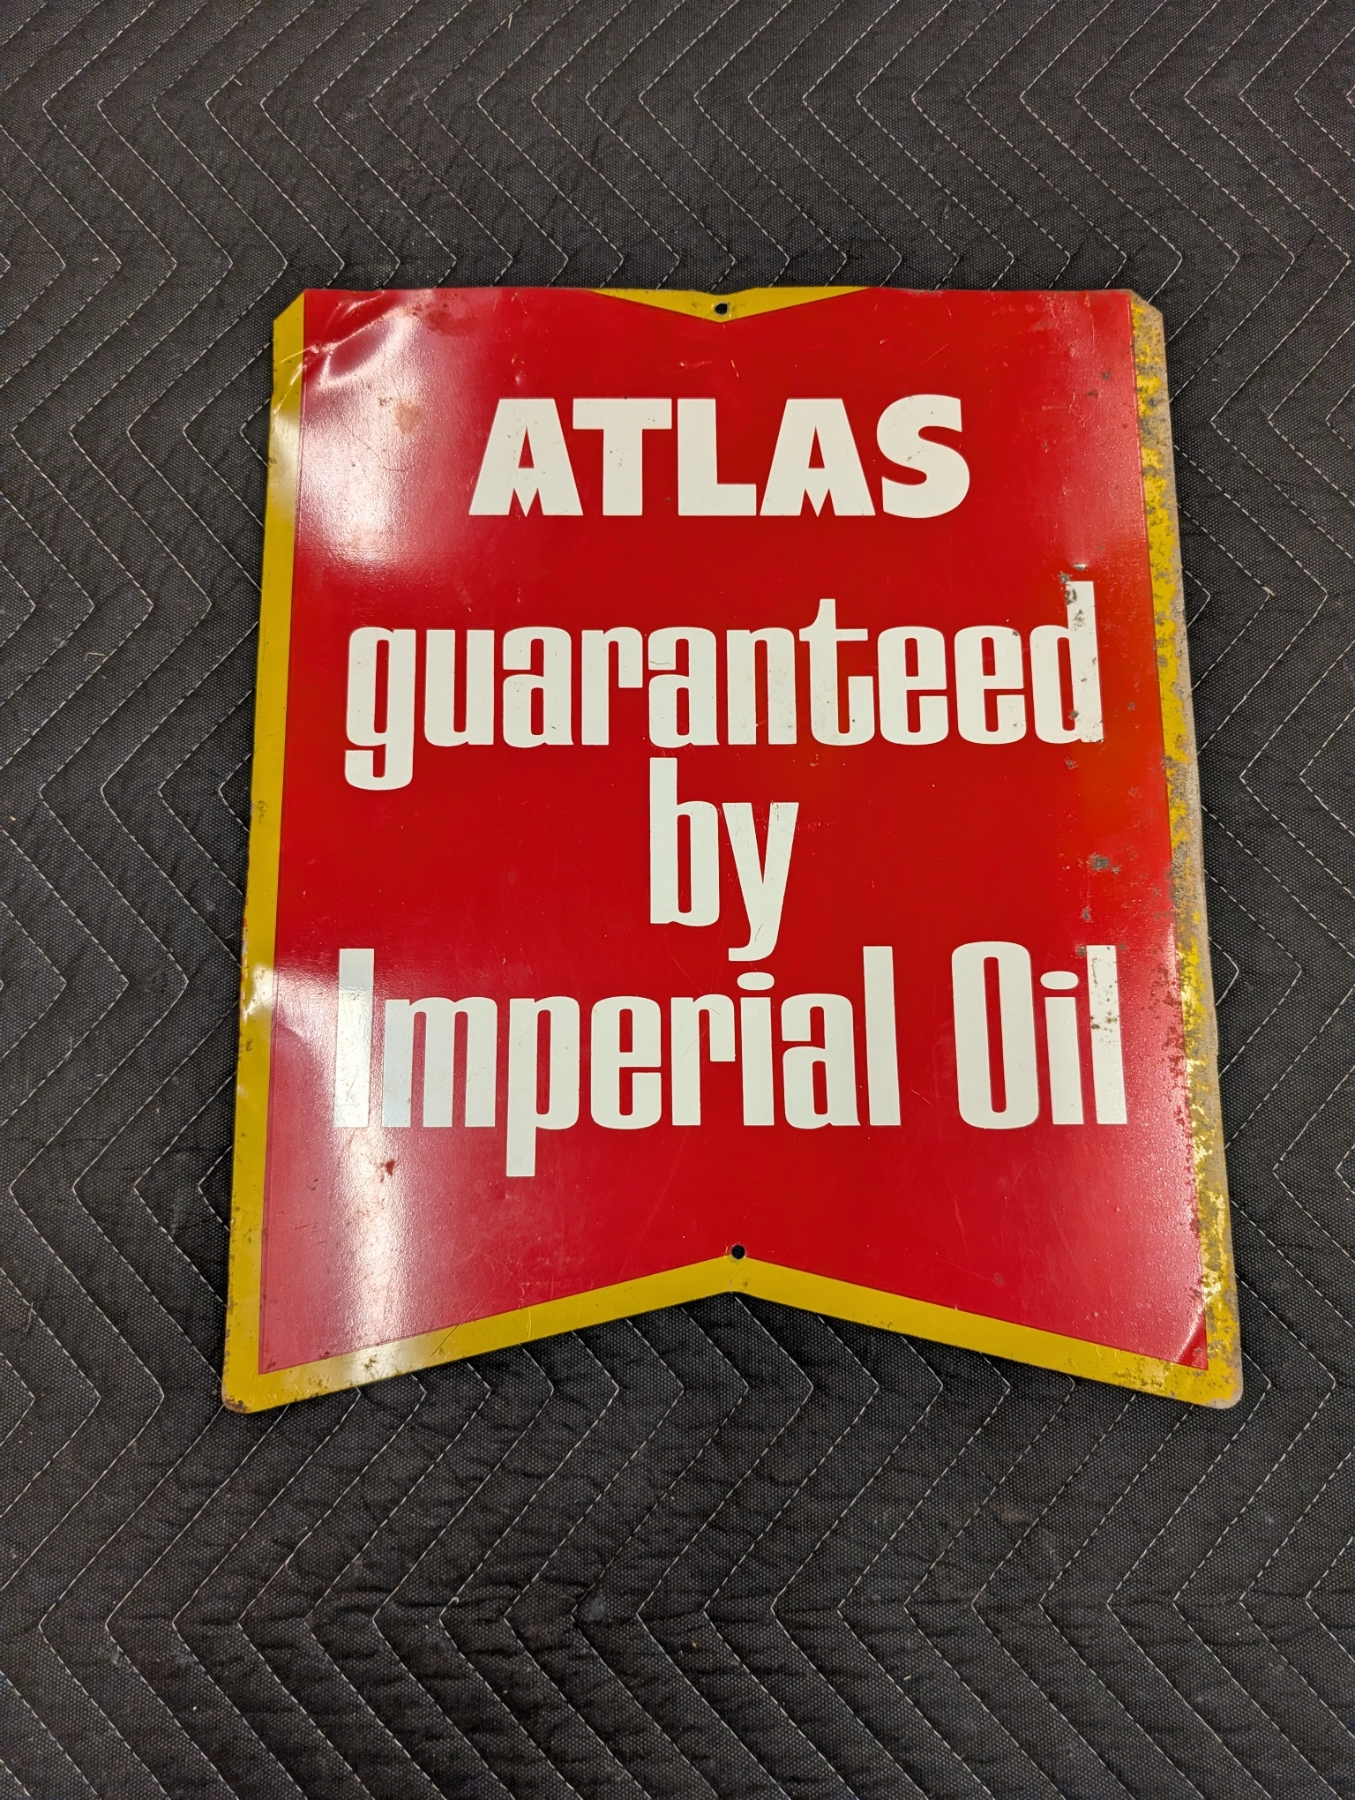 ATLAS
guaranteed
by
Imperial Oil